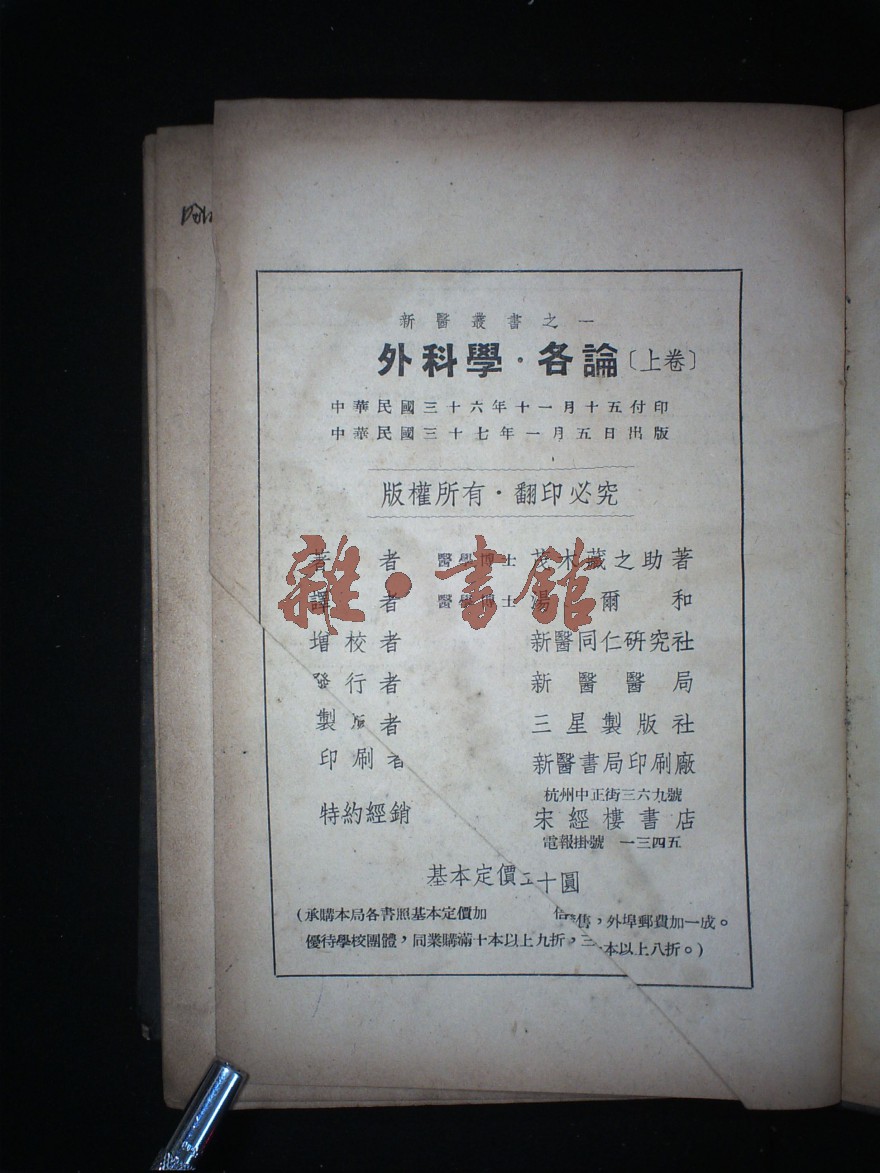 新醫叢書之一
外科學·各論〔上卷〕
中華民國三十六年十一月十五付印
中華民國三十七年一月五日出版
版權所有·翻印必究
著者 醫學博士 茂木藏之助著
譯者 醫學博士 湯爾和
增校者 新醫同仁研究社
發行者 新醫醫局
製版者 三星製版社
印刷者 新醫書局印刷廠
杭州中正街三六九號
特約經銷 宋經樓書店
電報掛號 一三四五
基本定價五十圓
(承購本局各書照基本定價加 倍發售,外埠郵費加一成。
優待學校團體,同業購滿十本以上九折,三 本以上八折。)
雜·書館